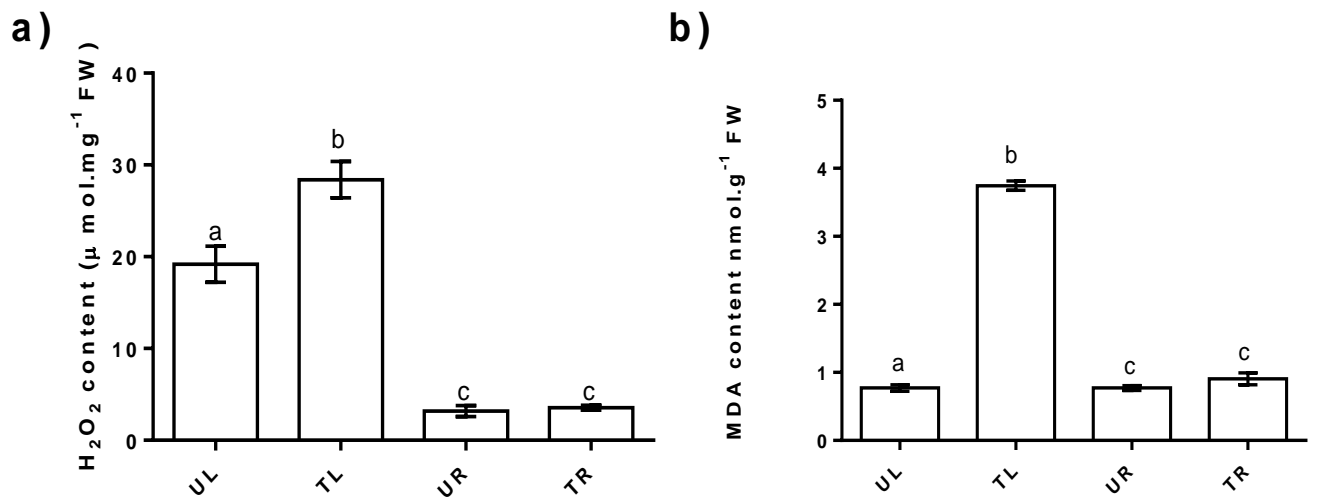 a)
H₂O₂ content (μ mol.mg⁻¹ FW)
40
30
20
10
0
a
b
c
c
UL
TL
UR
TR
b)
MDA content nmol.g⁻¹ FW
5
4
3
2
1
0
a
b
c
c
UL
TL
UR
TR